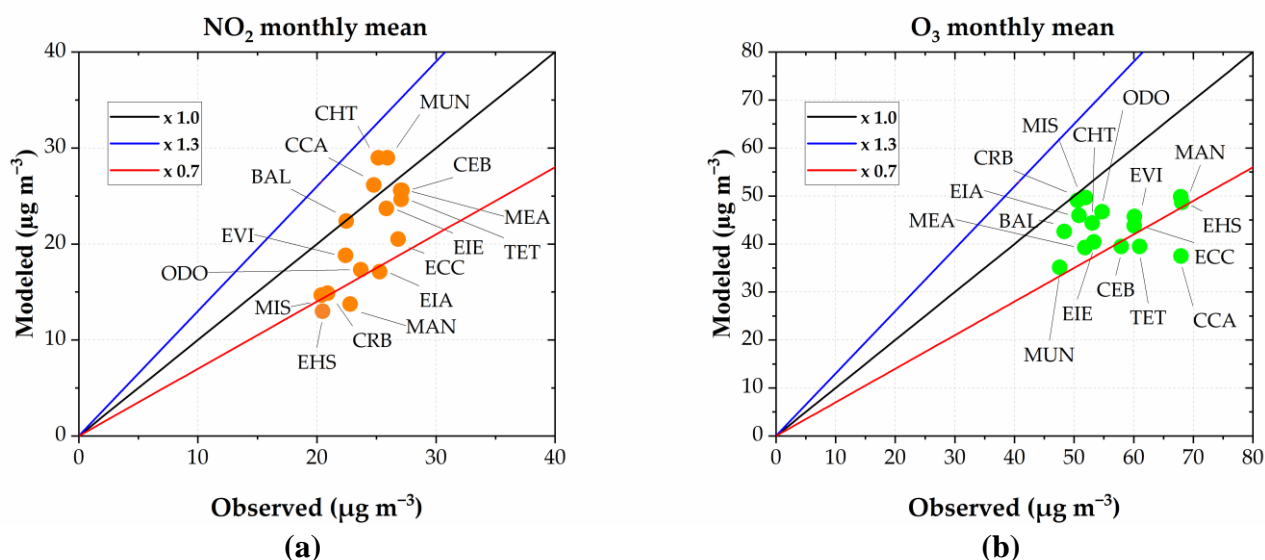 NO₂ monthly mean
40
30
20
10
0
0
10
20
30
40
Modeled (µg m⁻³)
Observed (µg m⁻³)
x 1.0
x 1.3
x 0.7
CHT
MUN
CCA
BAL
CEB
MEA
EVI
EIE
TET
ODO
ECC
EIA
MIS
CRB
MAN
EHS
(a)
O₃ monthly mean
80
70
60
50
40
30
20
10
0
0
10
20
30
40
50
60
70
80
Modeled (µg m⁻³)
Observed (µg m⁻³)
x 1.0
x 1.3
x 0.7
ODO
MIS
CHT
CRB
MAN
EVI
EIA
MEA
BAL
EHS
ECC
CEB
EIE
TET
CCA
MUN
(b)